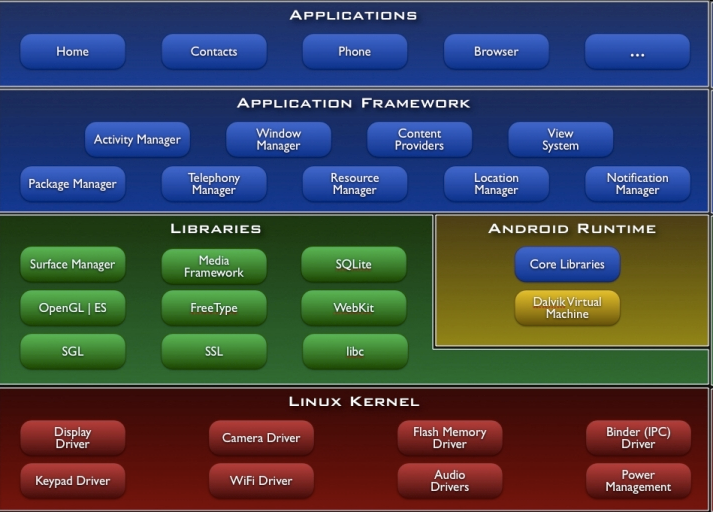 APPLICATIONS
Home
Contacts
Phone
Browser
...
APPLICATION FRAMEWORK
Activity Manager
Window
Manager
Content
Providers
View
System
Package Manager
Telephony
Manager
Resource
Manager
Location
Manager
Notification
Manager
LIBRARIES
Surface Manager
Media
Framework
SQLite
OpenGL | ES
FreeType
WebKit
SGL
SSL
libc
ANDROID RUNTIME
Core Libraries
Dalvik Virtual
Machine
LINUX KERNEL
Display
Driver
Camera Driver
Flash Memory
Driver
Binder (IPC)
Driver
Keypad Driver
WiFi Driver
Audio
Drivers
Power
Management